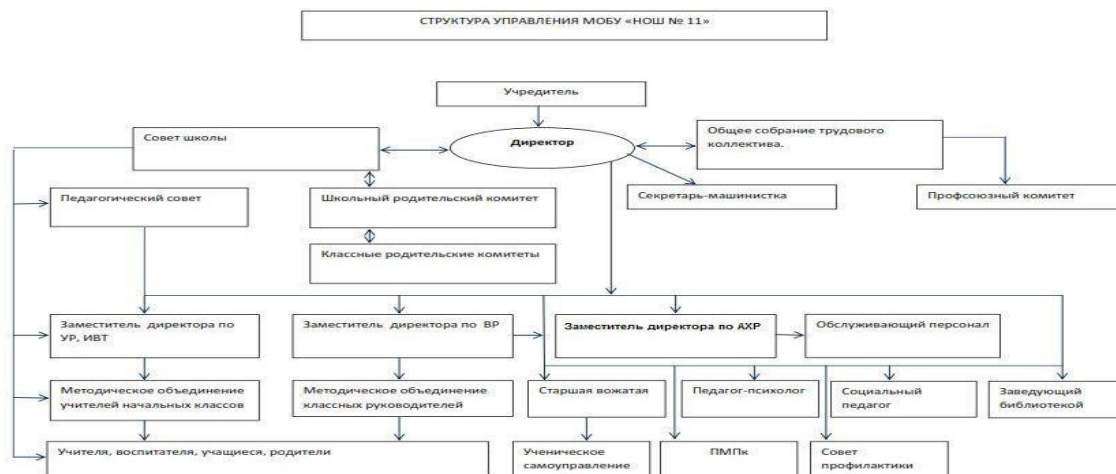 СТРУКТУРА УПРАВЛЕНИЯ МОБУ «НОШ № 11»
Учредитель
Совет школы
Директор
Общее собрание трудового
коллектива.
Педагогический совет
Школьный родительский комитет
Секретарь-машинистка
Профсоюзный комитет
Классные родительские комитеты
Заместитель директора по
УР, ИВТ
Заместитель директора по ВР
Заместитель директора по АХР
Обслуживающий персонал
Методическое объединение
учителей начальных классов
Методическое объединение
классных руководителей
Старшая вожатая
Педагог-психолог
Социальный
педагог
Заведующий
библиотекой
Учителя, воспитателя, учащиеся, родители
Ученическое
самоуправление
ПМПк
Совет
профилактики